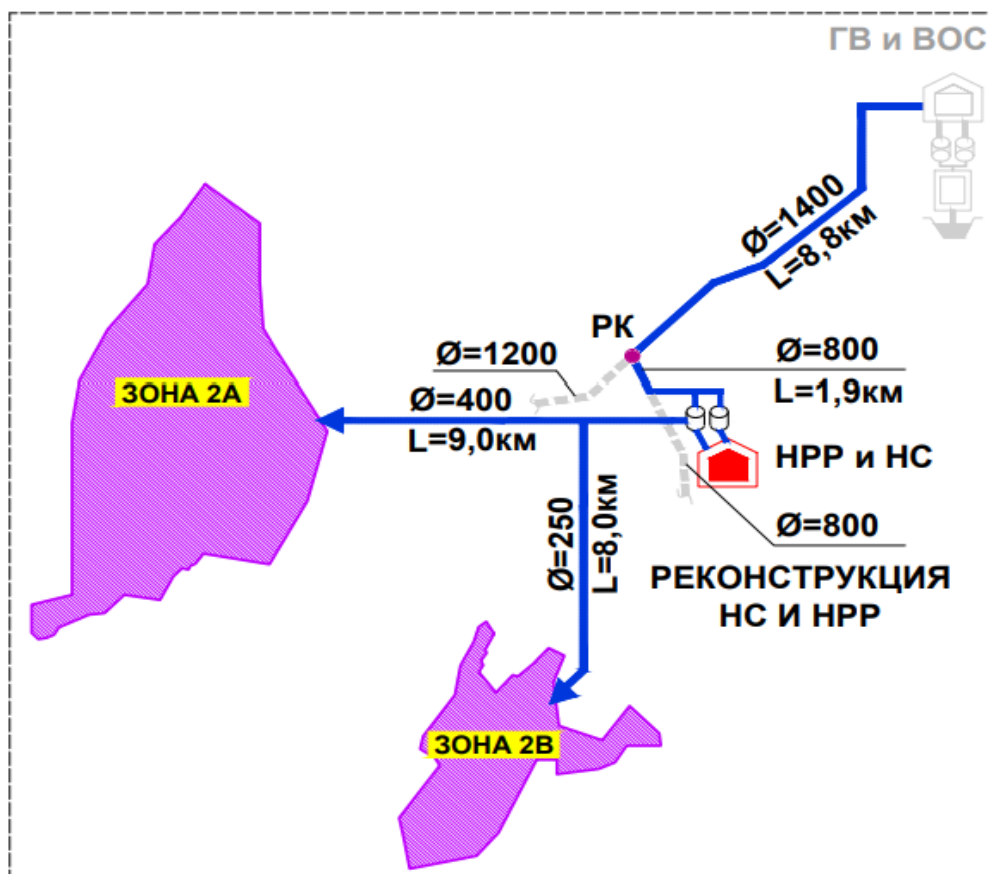 ГВ и ВОС
Ø=1400
L=8,8км
РК
Ø=1200
Ø=800
ЗОНА 2А
Ø=400
L=1,9км
L=9,0км
НРР и НС
Ø=250
L=8,0км
Ø=800
РЕКОНСТРУКЦИЯ
НС И НРР
ЗОНА 2В